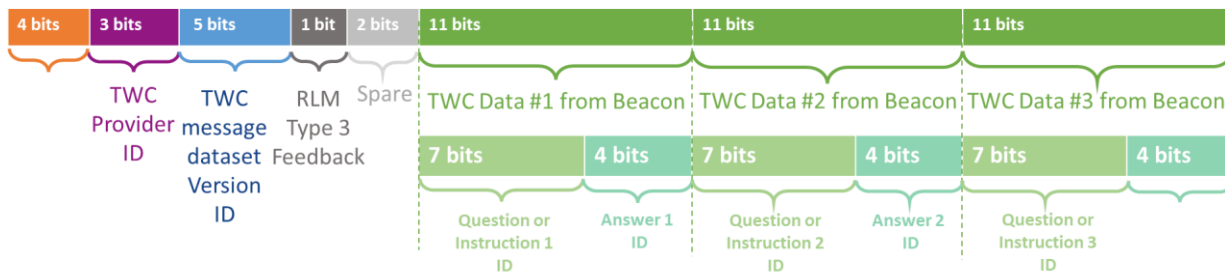 4 bits 3 bits 5 bits 1 bit 2 bits 11 bits 11 bits 11 bits
TWC
Provider
ID
TWC
message
dataset
Version
ID
RLM
Type 3
Feedback
Spare
TWC Data #1 from Beacon
TWC Data #2 from Beacon
TWC Data #3 from Beacon
7 bits 4 bits 7 bits 4 bits 7 bits 4 bits
Question or
Instruction 1
ID
Answer 1
ID
Question or
Instruction 2
ID
Answer 2
ID
Question or
Instruction 3
ID